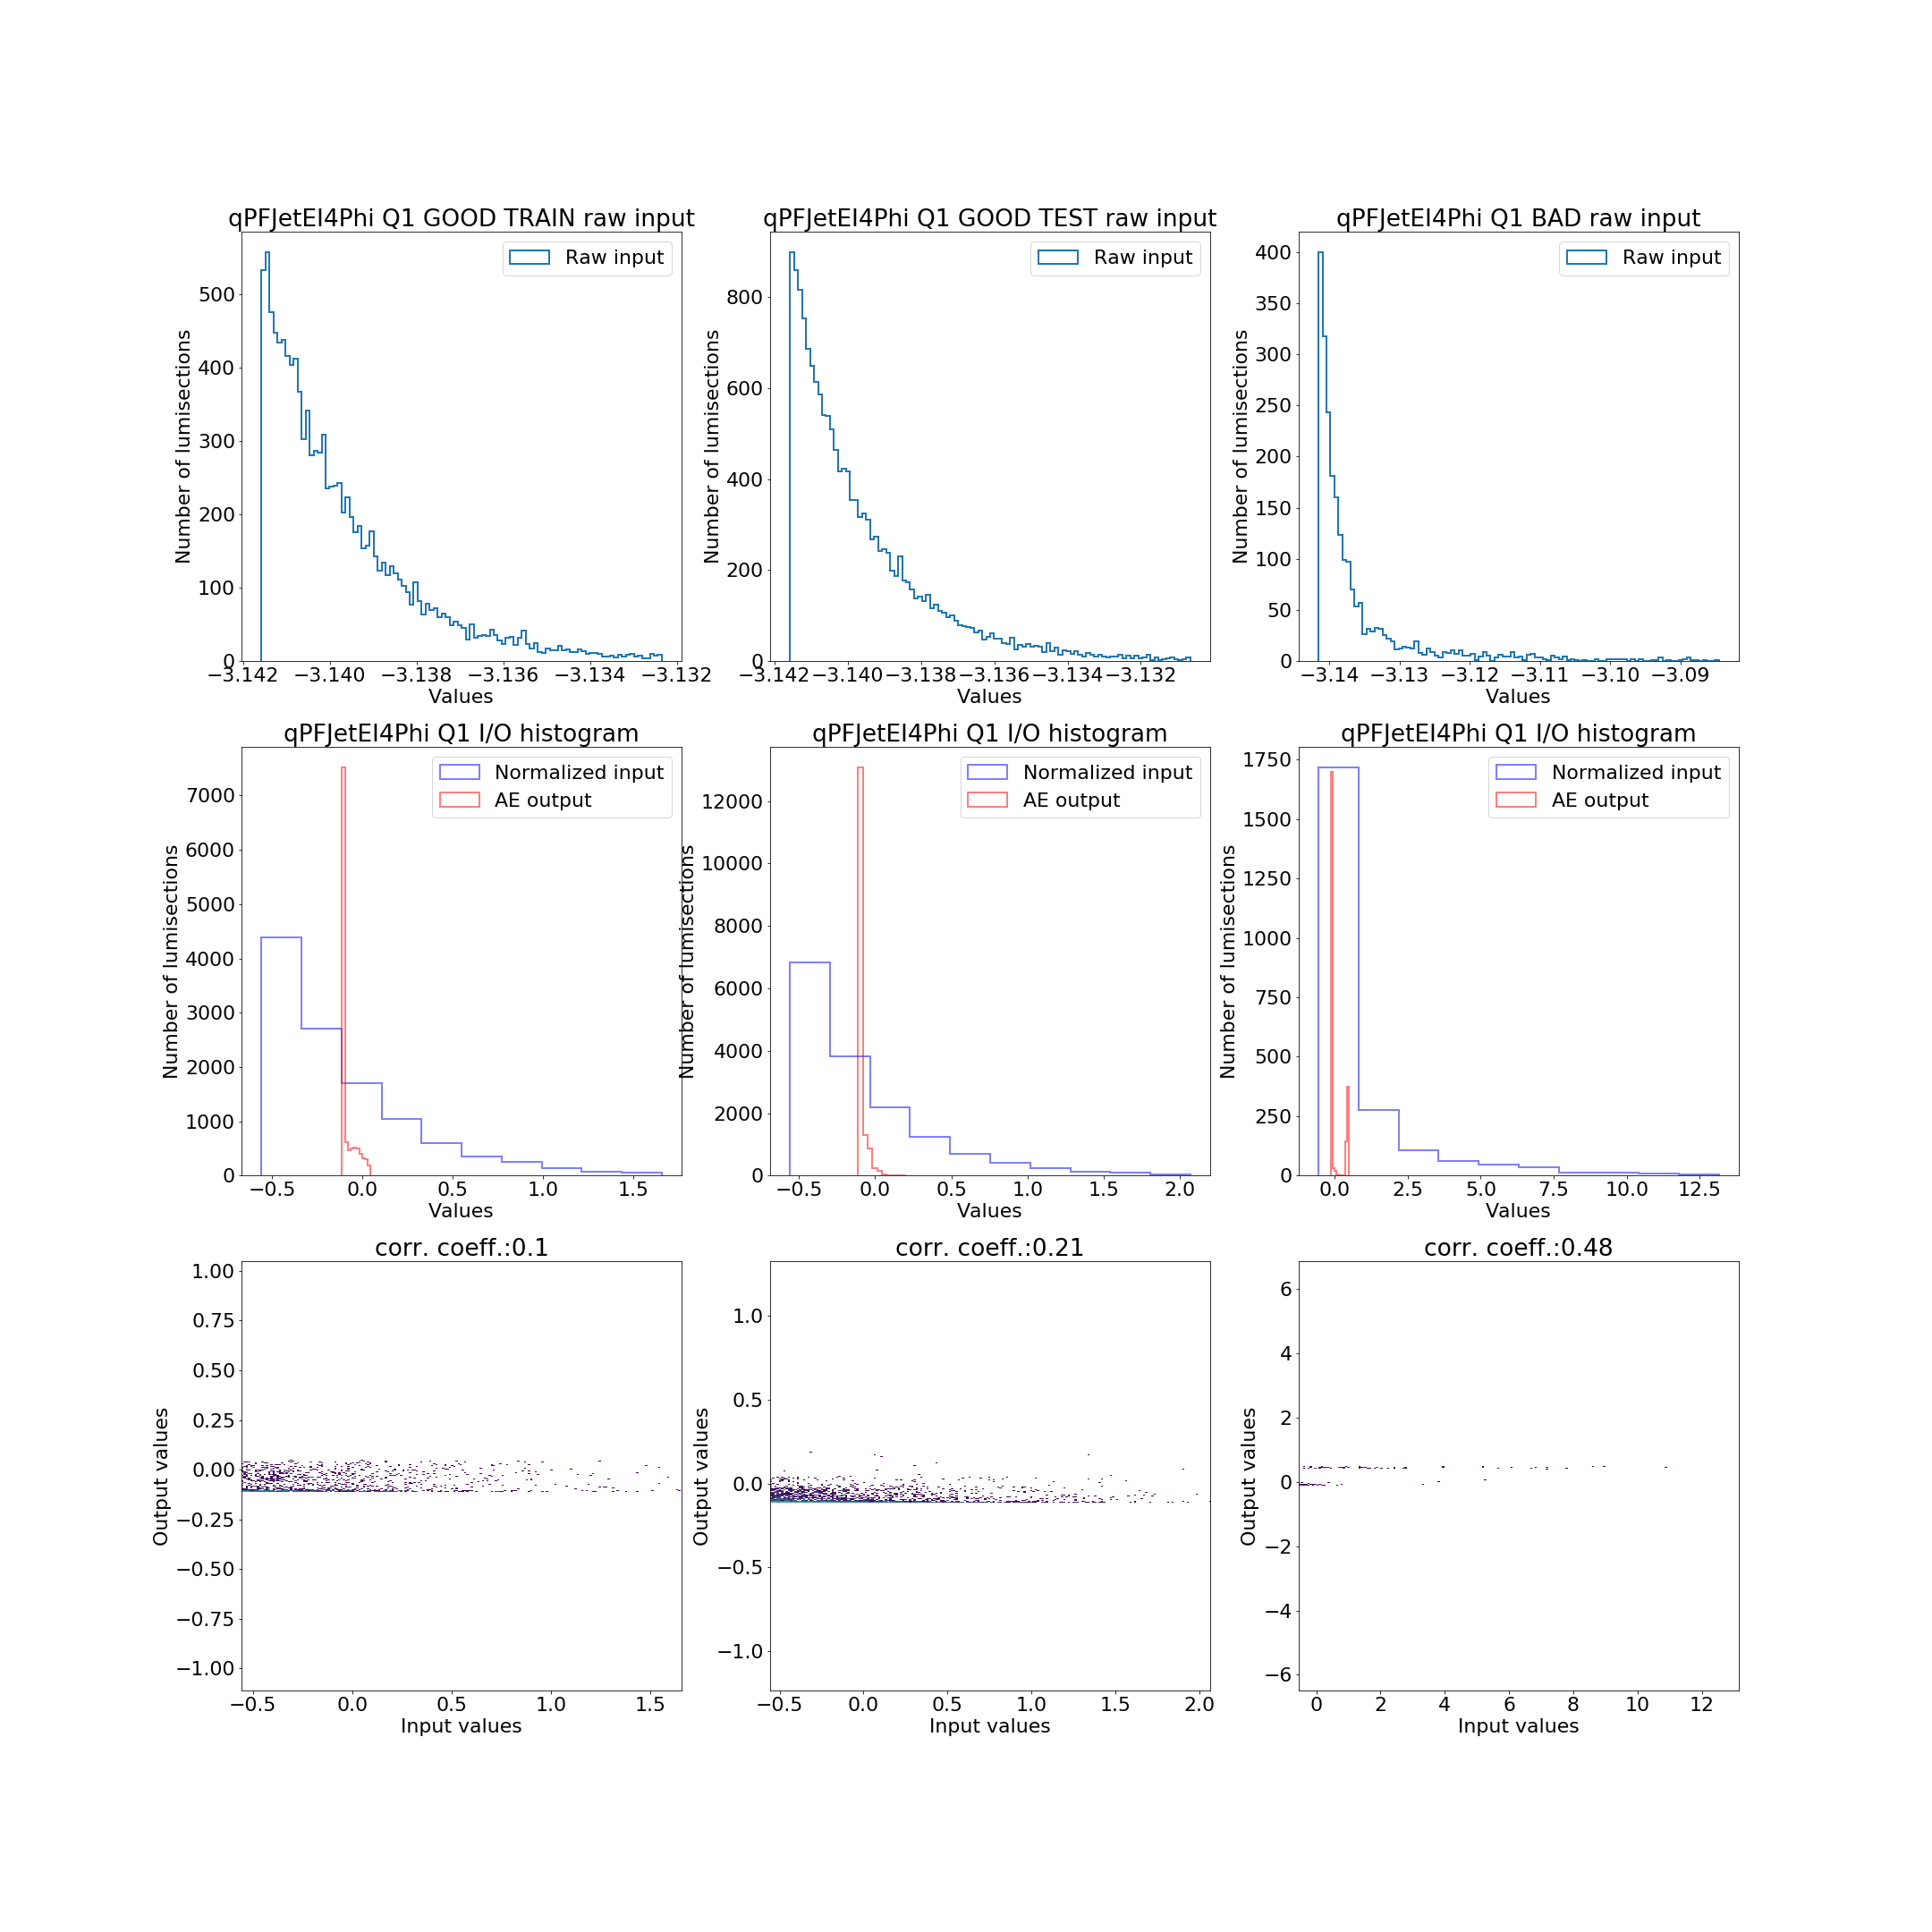 qPFJetEI4Phi Q1 GOOD TRAIN raw input
Raw input
500
400
300
200
100
0
Number of lumisections
−3.142 −3.140 −3.138 −3.136 −3.134 −3.132
Values
qPFJetEI4Phi Q1 GOOD TEST raw input
Raw input
800
600
400
200
0
Number of lumisections
−3.142 −3.140 −3.138 −3.136 −3.134 −3.132
Values
qPFJetEI4Phi Q1 BAD raw input
Raw input
400
350
300
250
200
150
100
50
0
Number of lumisections
−3.14 −3.13 −3.12 −3.11 −3.10 −3.09
Values
qPFJetEI4Phi Q1 I/O histogram
Normalized input
AE output
7000
6000
5000
4000
3000
2000
1000
0
Number of lumisections
−0.5 0.0 0.5 1.0 1.5
Values
qPFJetEI4Phi Q1 I/O histogram
Normalized input
AE output
12000
10000
8000
6000
4000
2000
0
Number of lumisections
−0.5 0.0 0.5 1.0 1.5 2.0
Values
qPFJetEI4Phi Q1 I/O histogram
Normalized input
AE output
1750
1500
1250
1000
750
500
250
0
Number of lumisections
0.0 2.5 5.0 7.5 10.0 12.5
Values
corr. coeff.:0.1
1.00
0.75
0.50
0.25
0.00
−0.25
−0.50
−0.75
−1.00
Output values
−0.5 0.0 0.5 1.0 1.5
Input values
corr. coeff.:0.21
1.0
0.5
0.0
−0.5
−1.0
Output values
−0.5 0.0 0.5 1.0 1.5 2.0
Input values
corr. coeff.:0.48
6
4
2
0
−2
−4
−6
Output values
0 2 4 6 8 10 12
Input values